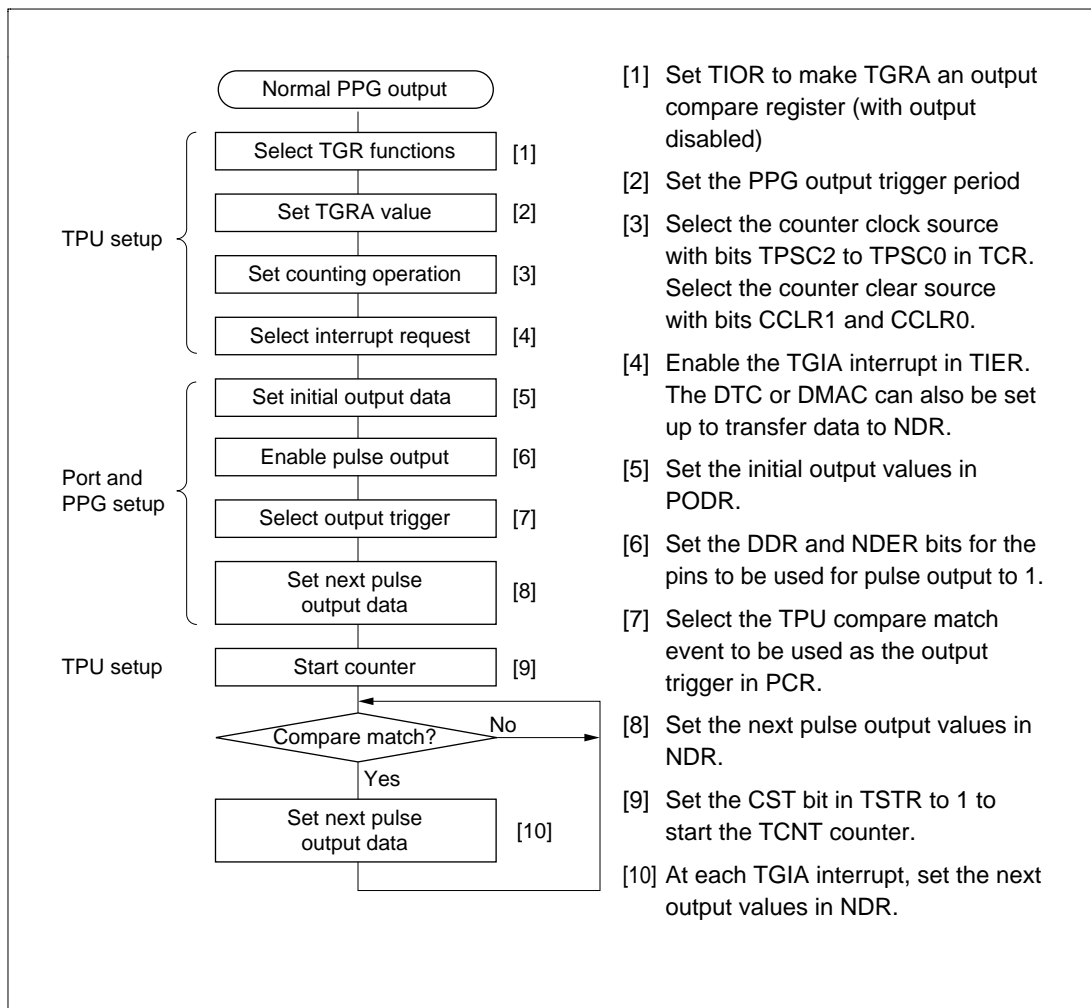 Normal PPG output
TPU setup
Select TGR functions [1]
Set TGRA value [2]
Set counting operation [3]
Select interrupt request [4]
Port and
PPG setup
Set initial output data [5]
Enable pulse output [6]
Select output trigger [7]
Set next pulse
output data [8]
TPU setup
Start counter [9]
Compare match?
No
Yes
Set next pulse
output data [10]
[1] Set TIOR to make TGRA an output
compare register (with output
disabled)
[2] Set the PPG output trigger period
[3] Select the counter clock source
with bits TPSC2 to TPSC0 in TCR.
Select the counter clear source
with bits CCLR1 and CCLR0.
[4] Enable the TGIA interrupt in TIER.
The DTC or DMAC can also be set
up to transfer data to NDR.
[5] Set the initial output values in
PODR.
[6] Set the DDR and NDER bits for the
pins to be used for pulse output to 1.
[7] Select the TPU compare match
event to be used as the output
trigger in PCR.
[8] Set the next pulse output values in
NDR.
[9] Set the CST bit in TSTR to 1 to
start the TCNT counter.
[10] At each TGIA interrupt, set the next
output values in NDR.